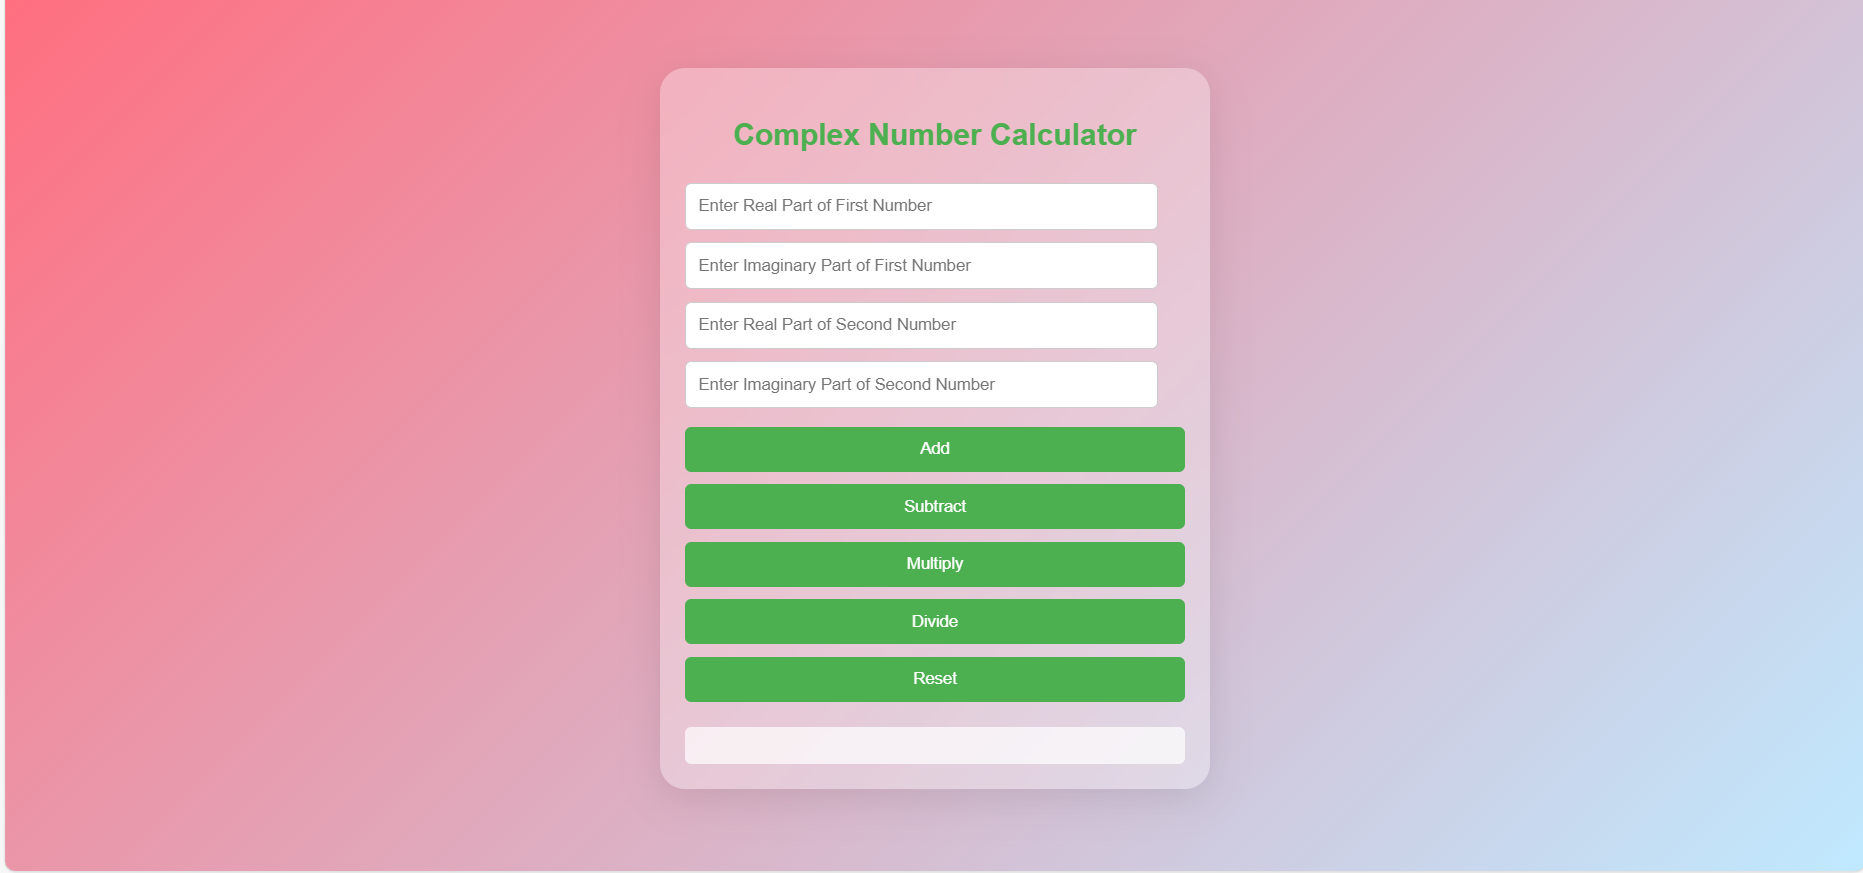 Complex Number Calculator
Enter Real Part of First Number
Enter Imaginary Part of First Number
Enter Real Part of Second Number
Enter Imaginary Part of Second Number
Add
Subtract
Multiply
Divide
Reset